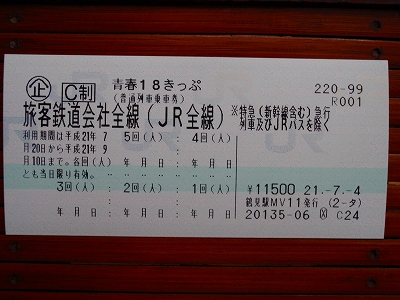 企 C制 青春18きっぷ 220-99
(普通列車乗車券) R001
旅客鉄道会社全線(JR全線) ※特急(新幹線含む)急行
列車及びJRバスを除く
利用期間は平成21年 7 5回(人) : 4回(人) :
月20日から平成21年 9
月10日まで。各回(人) 年 月 日 : 年 月 日 :
とも当日限り有効。
3回(人) : 2回(人) : 1回(人) : ¥11500 21.-7.-4
年 月 日 : 年 月 日 : 年 月 日 : 鶴見駅MV11発行 (2-タ)
20135-06 C24